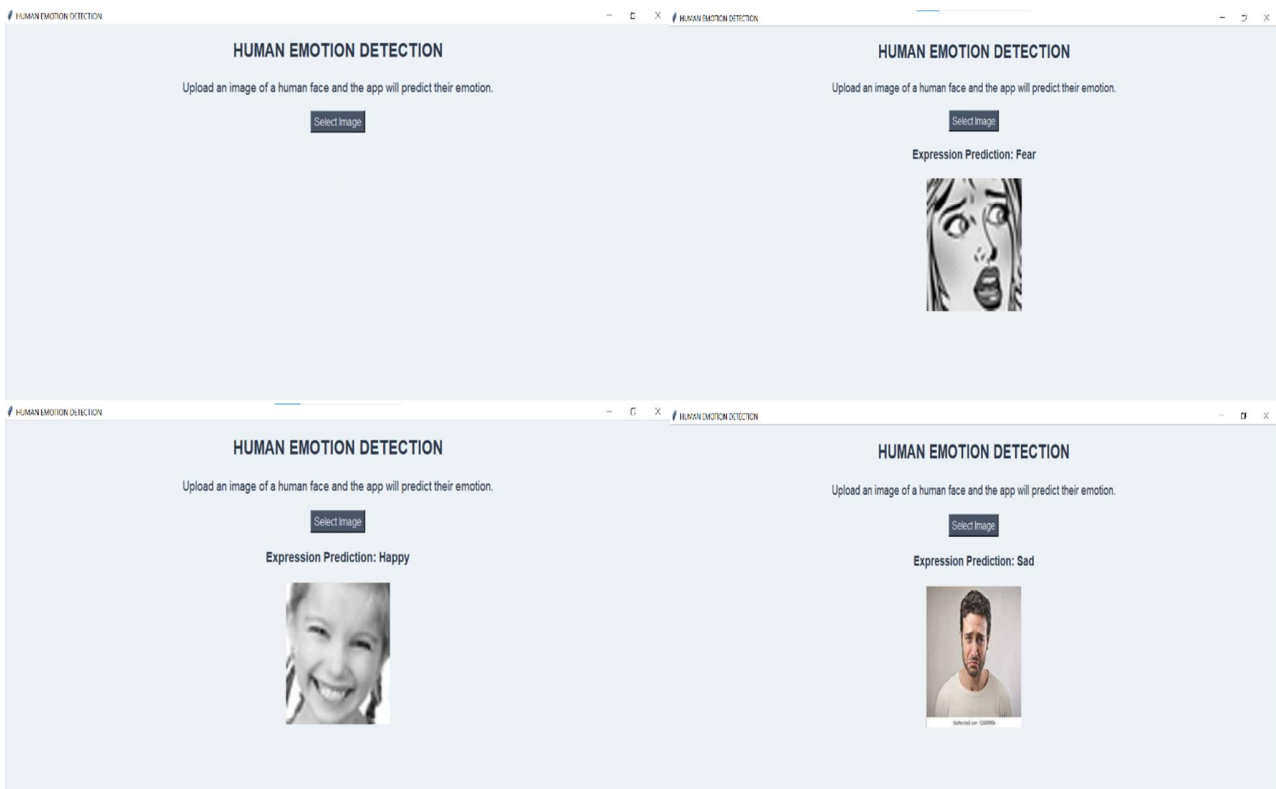 HUMAN EMOTION DETECTION
HUMAN EMOTION DETECTION
Upload an image of a human face and the app will predict their emotion.
Select Image
HUMAN EMOTION DETECTION
HUMAN EMOTION DETECTION
Upload an image of a human face and the app will predict their emotion.
Select Image
Expression Prediction: Fear
HUMAN EMOTION DETECTION
HUMAN EMOTION DETECTION
Upload an image of a human face and the app will predict their emotion.
Select Image
Expression Prediction: Happy
HUMAN EMOTION DETECTION
HUMAN EMOTION DETECTION
Upload an image of a human face and the app will predict their emotion.
Select Image
Expression Prediction: Sad